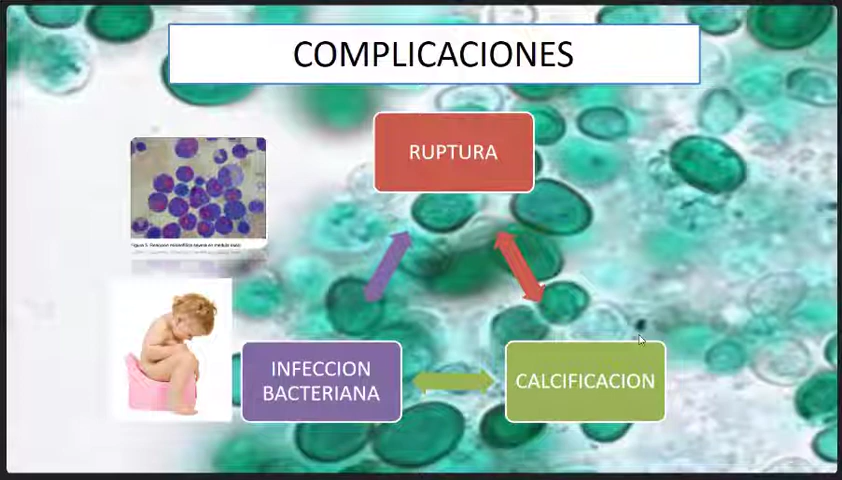 COMPLICACIONES
RUPTURA
INFECCION
BACTERIANA
CALCIFICACION